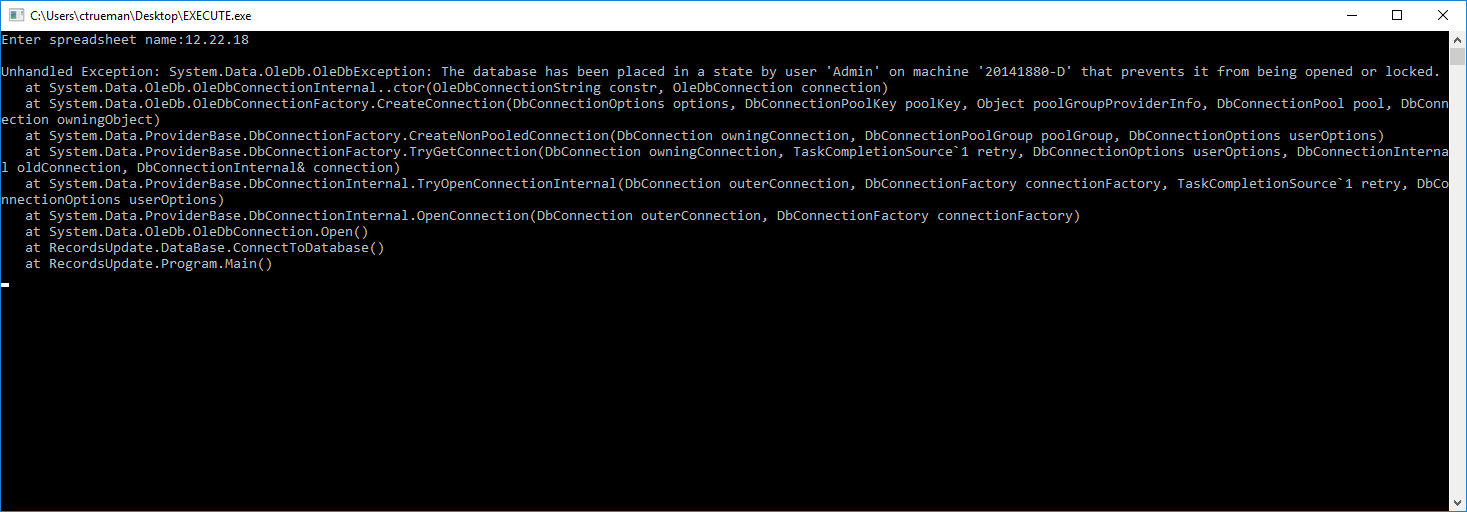 C:\Users\ctrueman\Desktop\EXECUTE.exe
Enter spreadsheet name:12.22.18
Unhandled Exception: System.Data.OleDb.OleDbException: The database has been placed in a state by user 'Admin' on machine '20141880-D' that prevents it from being opened or locked.
   at System.Data.OleDb.OleDbConnectionInternal..ctor(OleDbConnectionString constr, OleDbConnection connection)
   at System.Data.OleDb.OleDbConnectionFactory.CreateConnection(DbConnectionOptions options, DbConnectionPoolKey poolKey, Object poolGroupProviderInfo, DbConnectionPool pool, DbConn
ection owningObject)
   at System.Data.ProviderBase.DbConnectionFactory.CreateNonPooledConnection(DbConnection owningConnection, DbConnectionPoolGroup poolGroup, DbConnectionOptions userOptions)
   at System.Data.ProviderBase.DbConnectionFactory.TryGetConnection(DbConnection owningConnection, TaskCompletionSource`1 retry, DbConnectionOptions userOptions, DbConnectionInterna
l oldConnection, DbConnectionInternal& connection)
   at System.Data.ProviderBase.DbConnectionInternal.TryOpenConnectionInternal(DbConnection outerConnection, DbConnectionFactory connectionFactory, TaskCompletionSource`1 retry, DbCo
nnectionOptions userOptions)
   at System.Data.ProviderBase.DbConnectionInternal.OpenConnection(DbConnection outerConnection, DbConnectionFactory connectionFactory)
   at System.Data.OleDb.OleDbConnection.Open()
   at RecordsUpdate.DataBase.ConnectToDatabase()
   at RecordsUpdate.Program.Main()